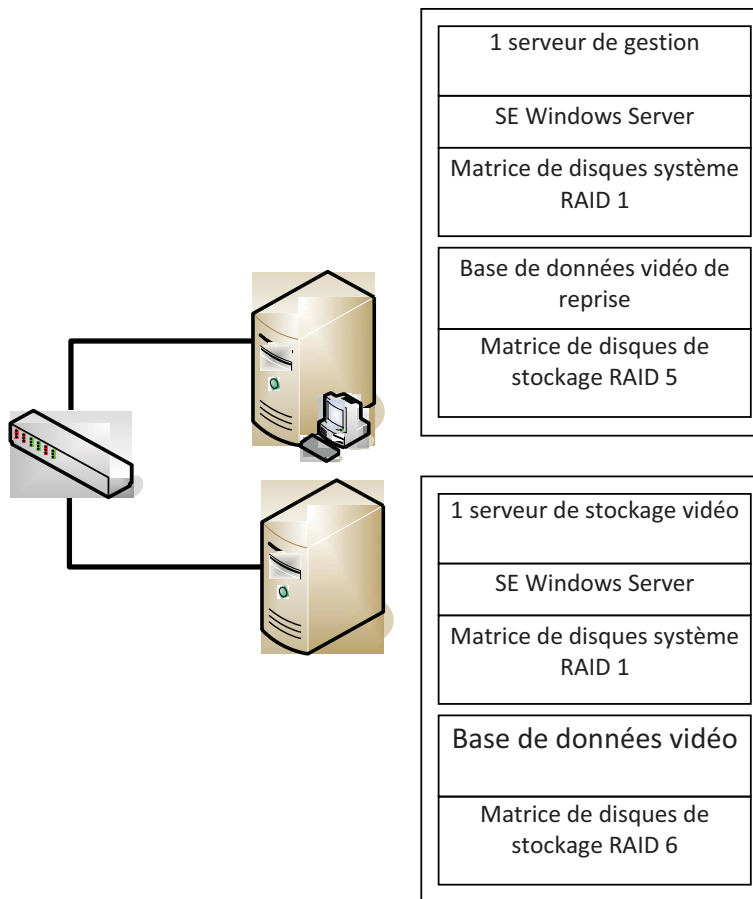 1 serveur de gestion
SE Windows Server
Matrice de disques système
RAID 1
Base de données vidéo de
reprise
Matrice de disques de
stockage RAID 5
1 serveur de stockage vidéo
SE Windows Server
Matrice de disques système
RAID 1
Base de données vidéo
Matrice de disques de
stockage RAID 6